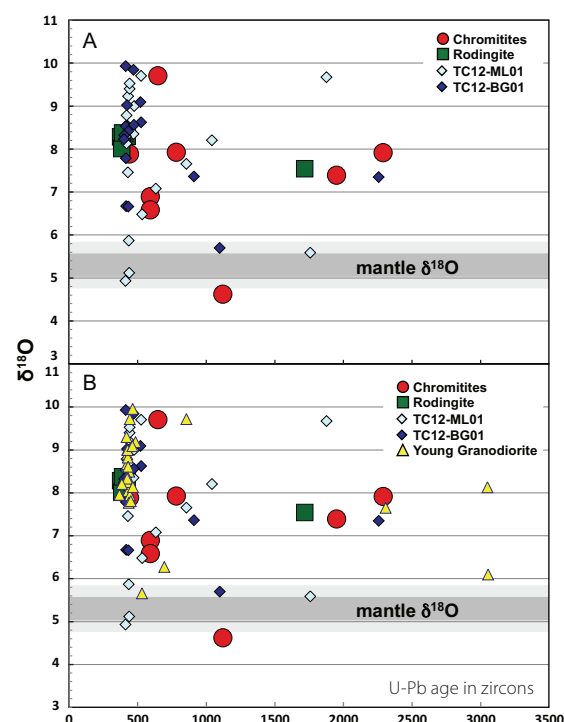 11
A
Chromitites
Rodingite
TC12-ML01
TC12-BG01
10
9
8
7
6
mantle δ18O
5
4
3
δ18O
B
Chromitites
Rodingite
TC12-ML01
TC12-BG01
Young Granodiorite
10
9
8
7
6
mantle δ18O
5
4
3
U-Pb age in zircons
0 500 1000 1500 2000 2500 3000 3500